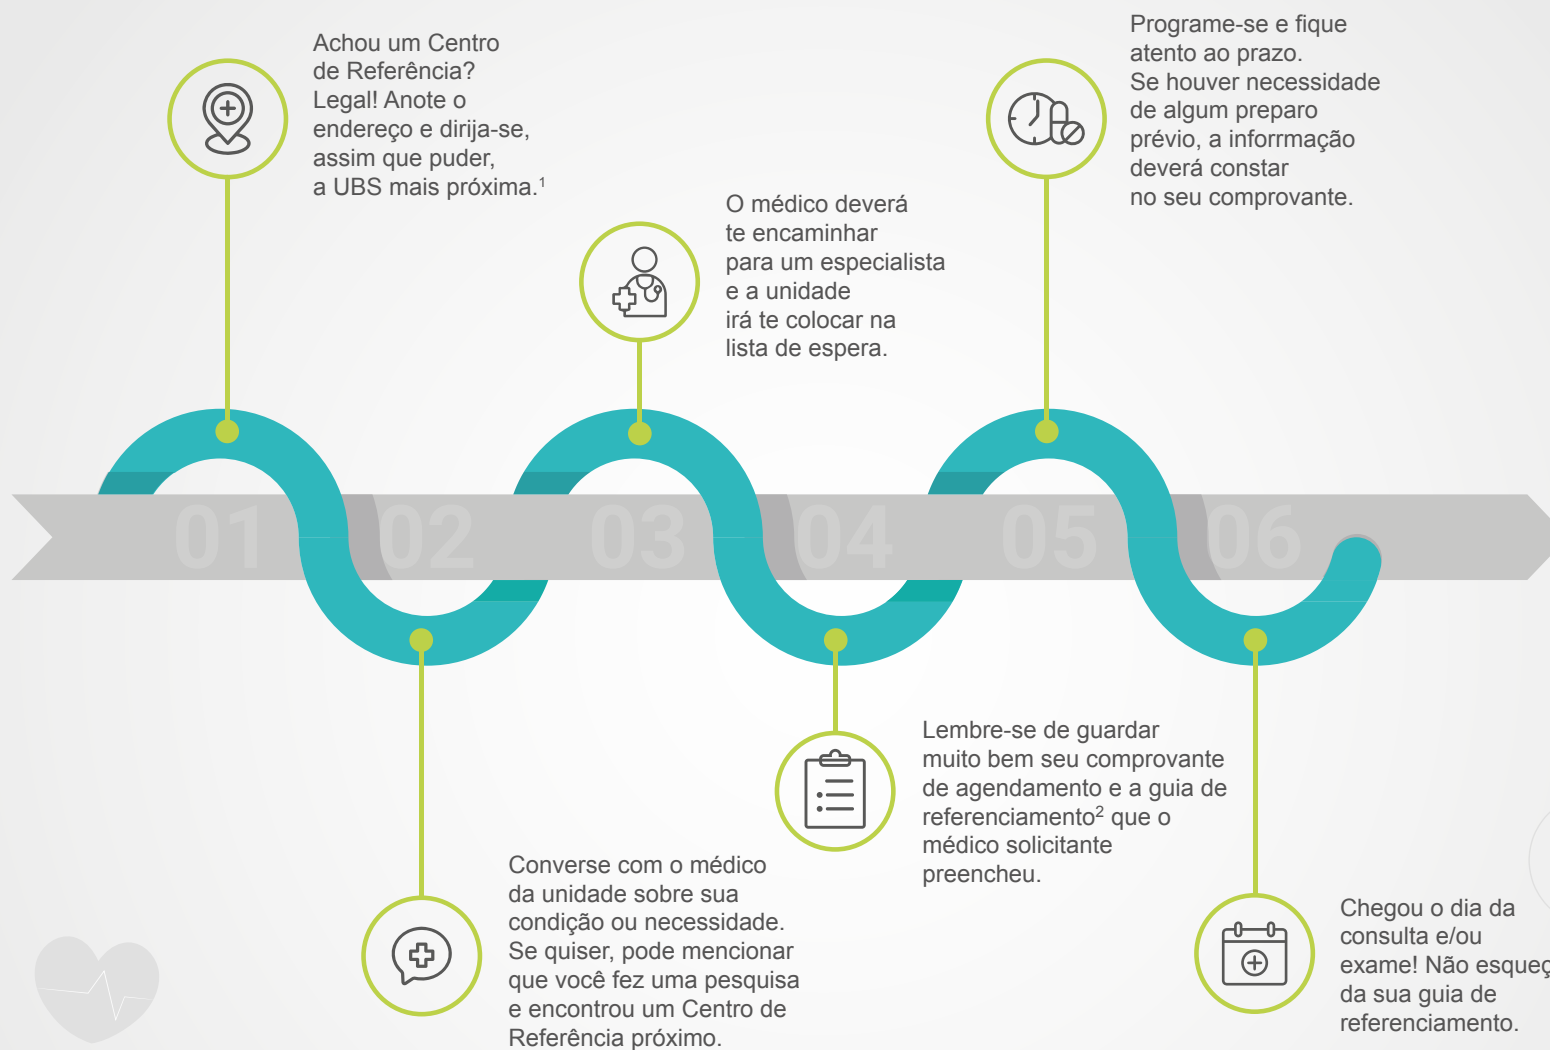 Achou um Centro
de Referência?
Legal! Anote o
endereço e dirija-se,
assim que puder,
a UBS mais próxima.¹
O médico deverá
te encaminhar
para um especialista
e a unidade
irá te colocar na
lista de espera.
Programe-se e fique
atento ao prazo.
Se houver necessidade
de algum preparo
prévio, a inforrmação
deverá constar
no seu comprovante.
01 02 03 04 05 06
Converse com o médico
da unidade sobre sua
condição ou necessidade.
Se quiser, pode mencionar
que você fez uma pesquisa
e encontrou um Centro de
Referência próximo.
Lembre-se de guardar
muito bem seu comprovante
de agendamento e a guia de
referenciamento² que o
médico solicitante
preencheu.
Chegou o dia da
consulta e/ou
exame! Não esqueç
da sua guia de
referenciamento.